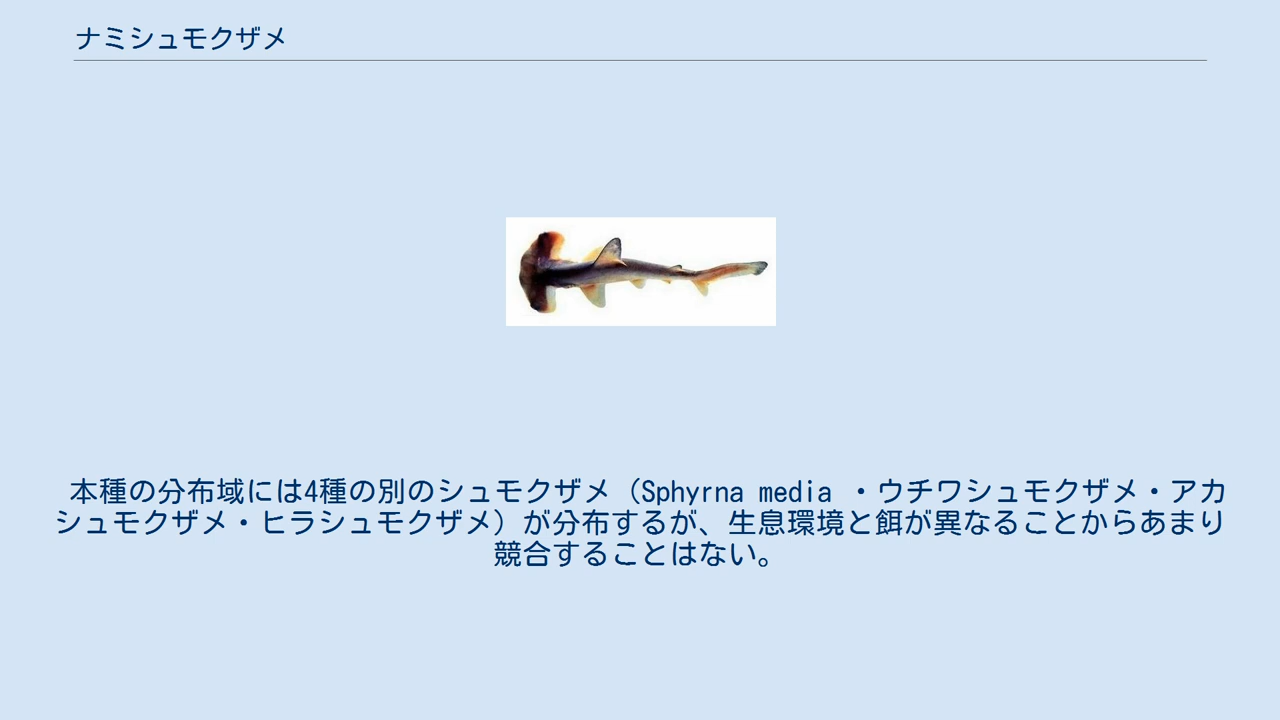 ナミシュモクザメ
本種の分布域には4種の別のシュモクザメ（Sphyrna media ・ウチワシュモクザメ・アカ
シュモクザメ・ヒラシュモクザメ）が分布するが、生息環境と餌が異なることからあまり
競合することはない。